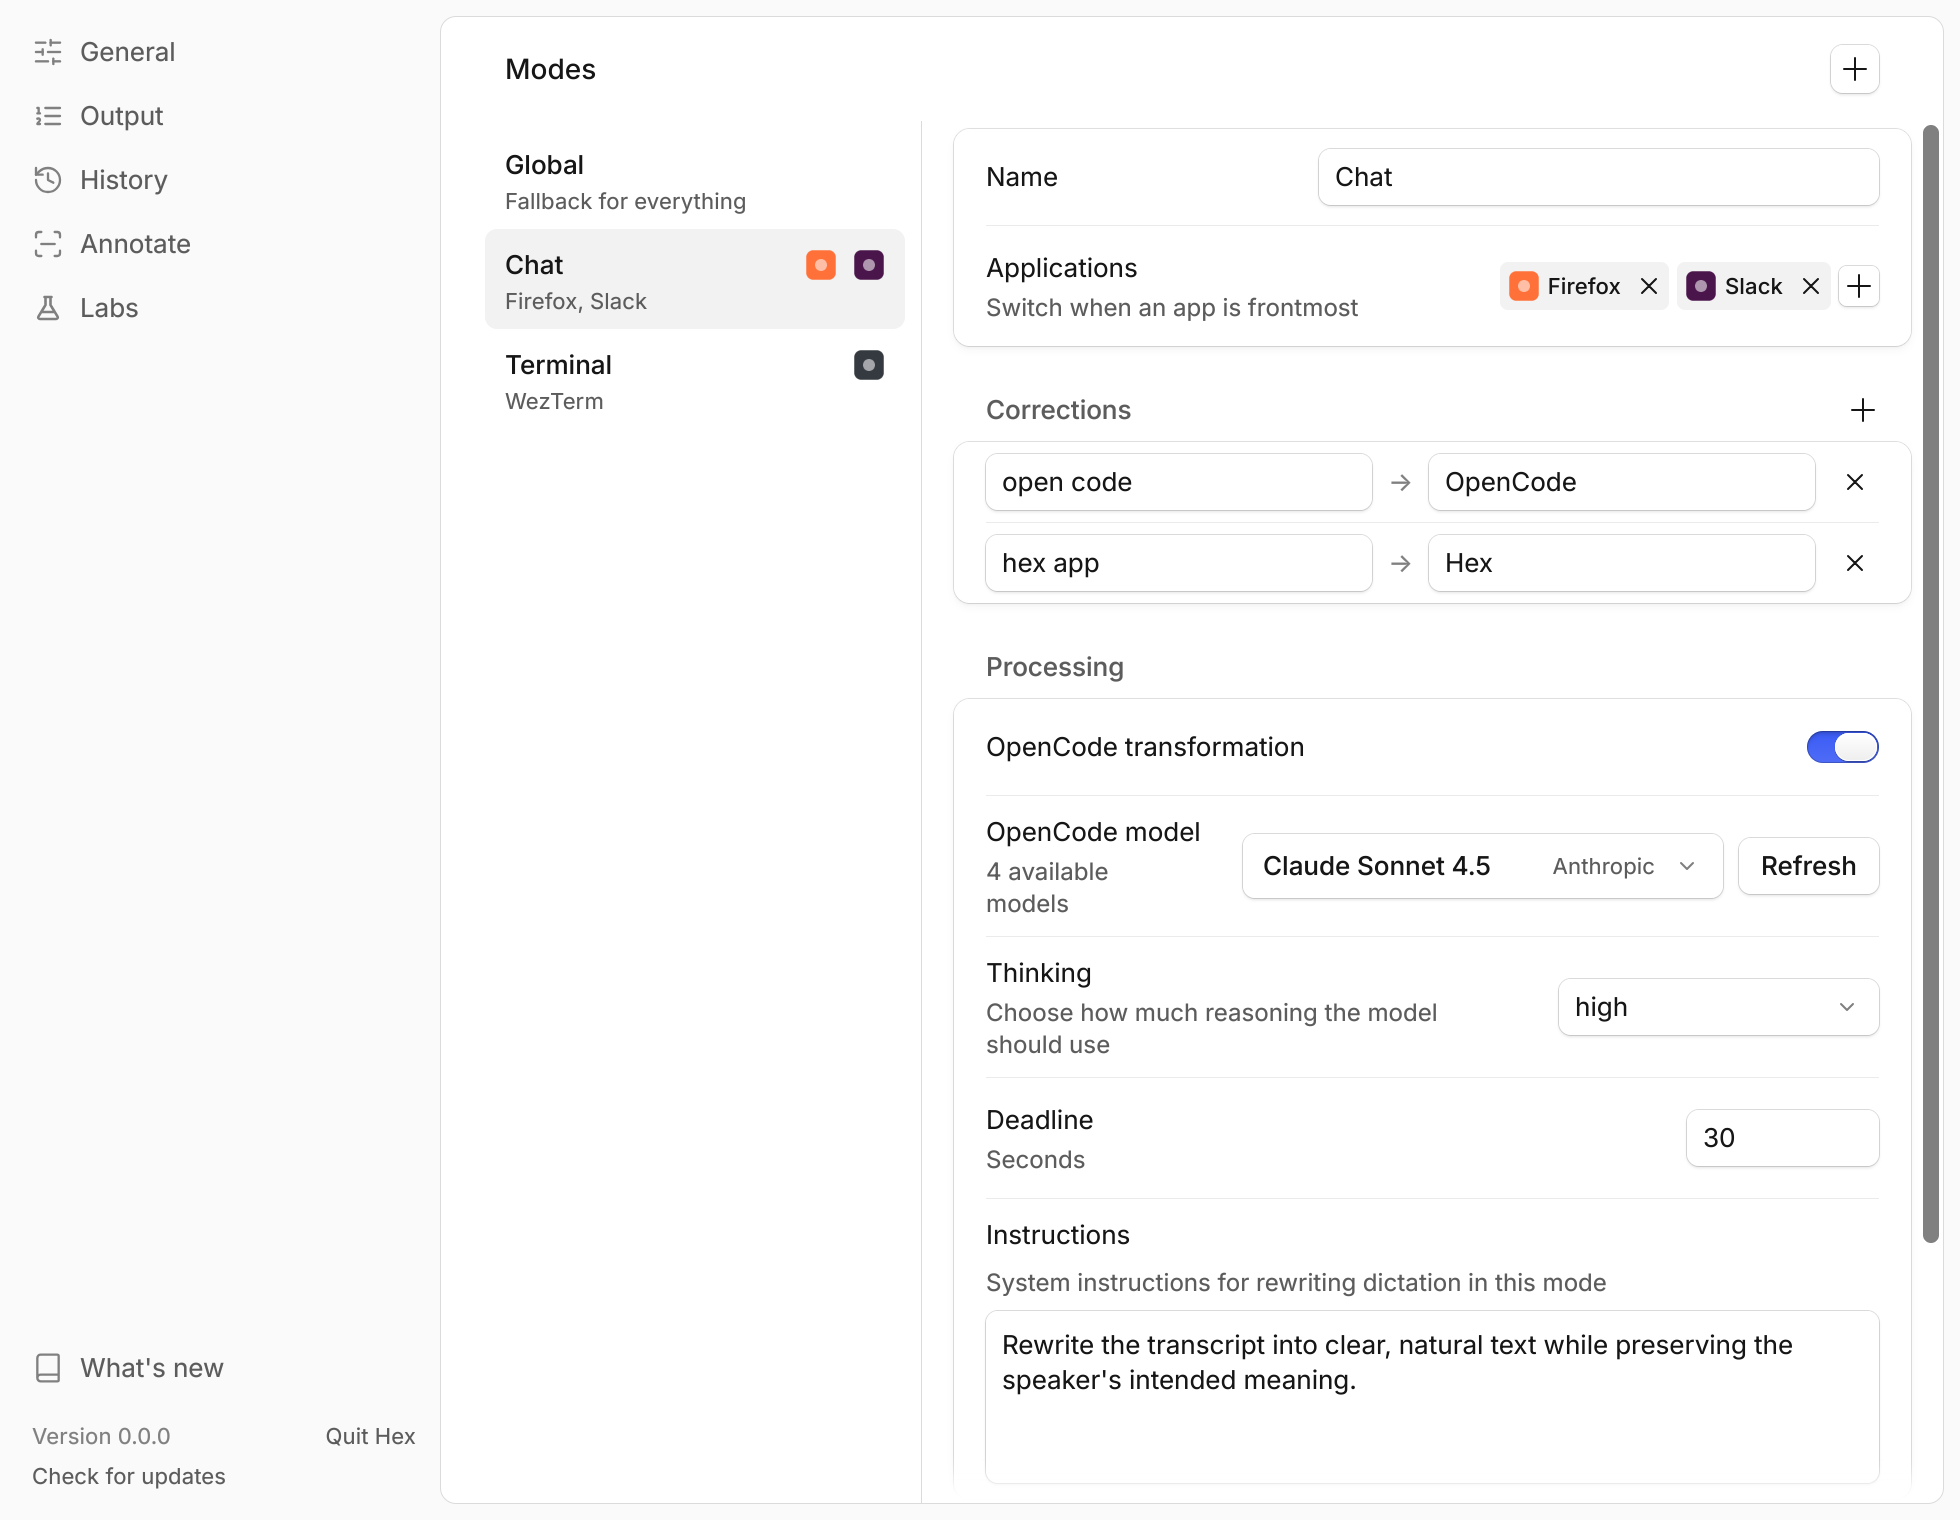 General
Output
History
Annotate
Labs
What's new
Version 0.0.0
Quit Hex
Check for updates
Modes
Global
Fallback for everything
Chat
Firefox, Slack
Terminal
WezTerm
Name
Chat
Applications
Switch when an app is frontmost
Firefox
Slack
Corrections
open code → OpenCode
hex app → Hex
Processing
OpenCode transformation
OpenCode model
4 available
models
Claude Sonnet 4.5
Anthropic
Refresh
Thinking
Choose how much reasoning the model
should use
high
Deadline
Seconds
30
Instructions
System instructions for rewriting dictation in this mode
Rewrite the transcript into clear, natural text while preserving the
speaker's intended meaning.